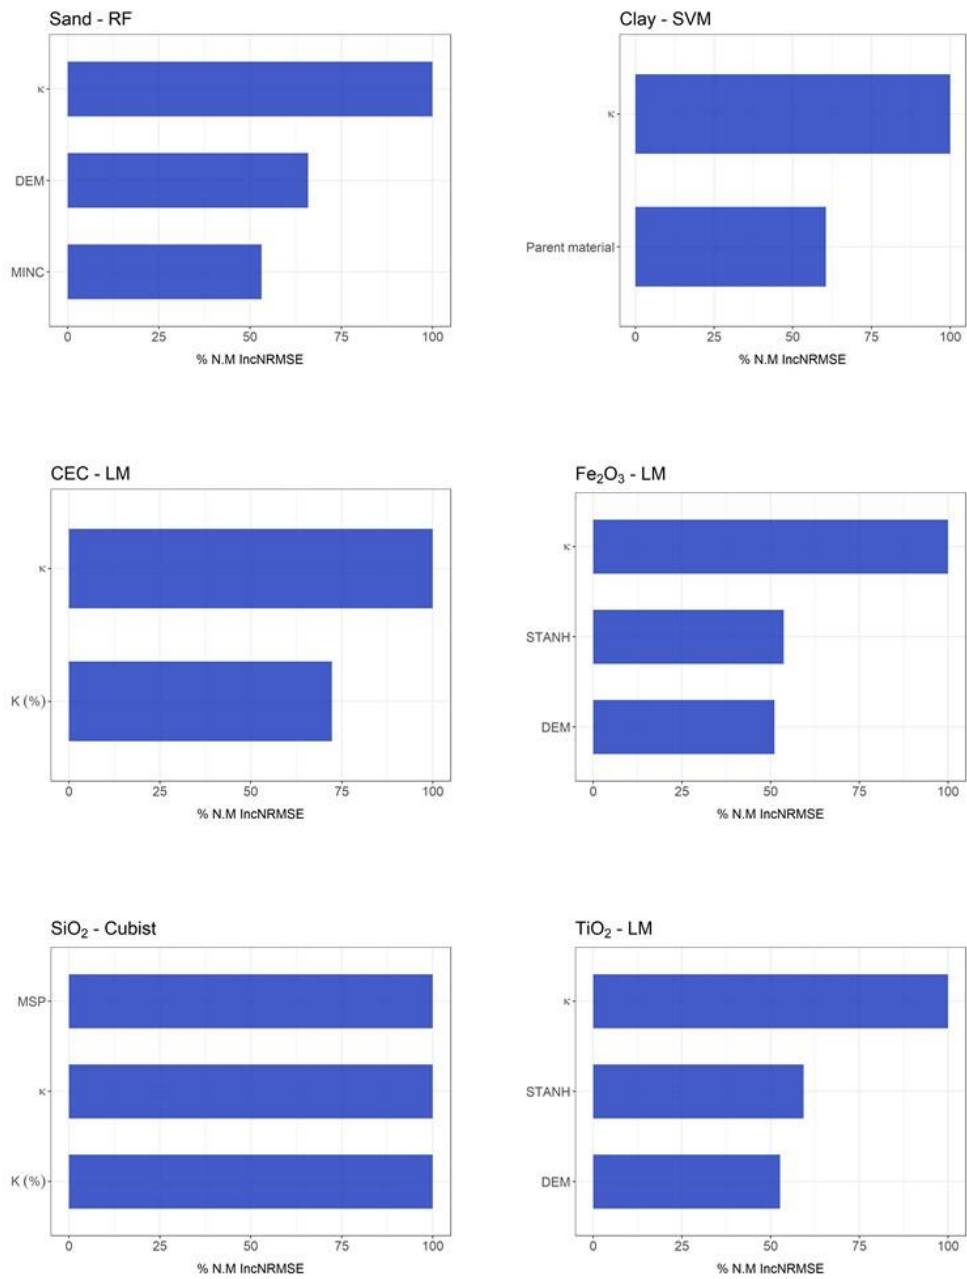 Sand - RF
κ
DEM
MINC
0 25 50 75 100
% N.M IncNRMSE
Clay - SVM
κ
Parent material
0 25 50 75 100
% N.M IncNRMSE
CEC - LM
κ
K (%)
0 25 50 75 100
% N.M IncNRMSE
Fe₂O₃ - LM
κ
STANH
DEM
0 25 50 75 100
% N.M IncNRMSE
SiO₂ - Cubist
MSP
κ
K (%)
0 25 50 75 100
% N.M IncNRMSE
TiO₂ - LM
κ
STANH
DEM
0 25 50 75 100
% N.M IncNRMSE